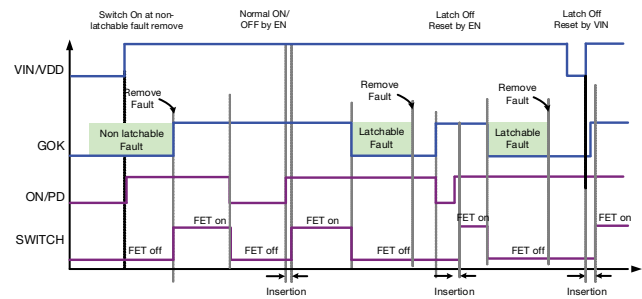 Switch On at non-
latchable fault remove
Normal ON/
OFF by EN
Latch Off
Reset by EN
Latch Off
Reset by VIN
VIN/VDD
Remove
Fault
Remove
Fault
Remove
Fault
Non latchable
Fault
Latchable
Fault
Latchable
Fault
GOK
ON/PD
FET on
FET on
FET on
FET on
SWITCH
FET off
FET off
FET off
FET off
Insertion
Insertion
Insertion